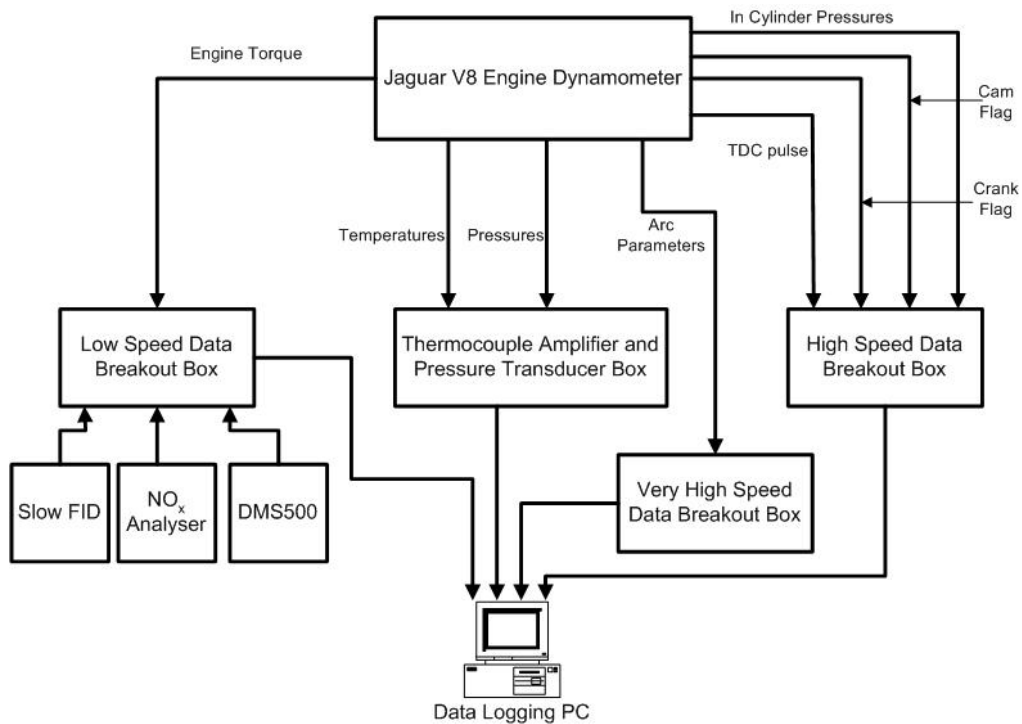 In Cylinder Pressures
Engine Torque
Jaguar V8 Engine Dynamometer
Cam
Flag
TDC pulse
Crank
Flag
Temperatures
Pressures
Arc
Parameters
Low Speed Data
Breakout Box
Thermocouple Amplifier and
Pressure Transducer Box
High Speed Data
Breakout Box
Slow FID
NOx
Analyser
DMS500
Very High Speed
Data Breakout Box
Data Logging PC